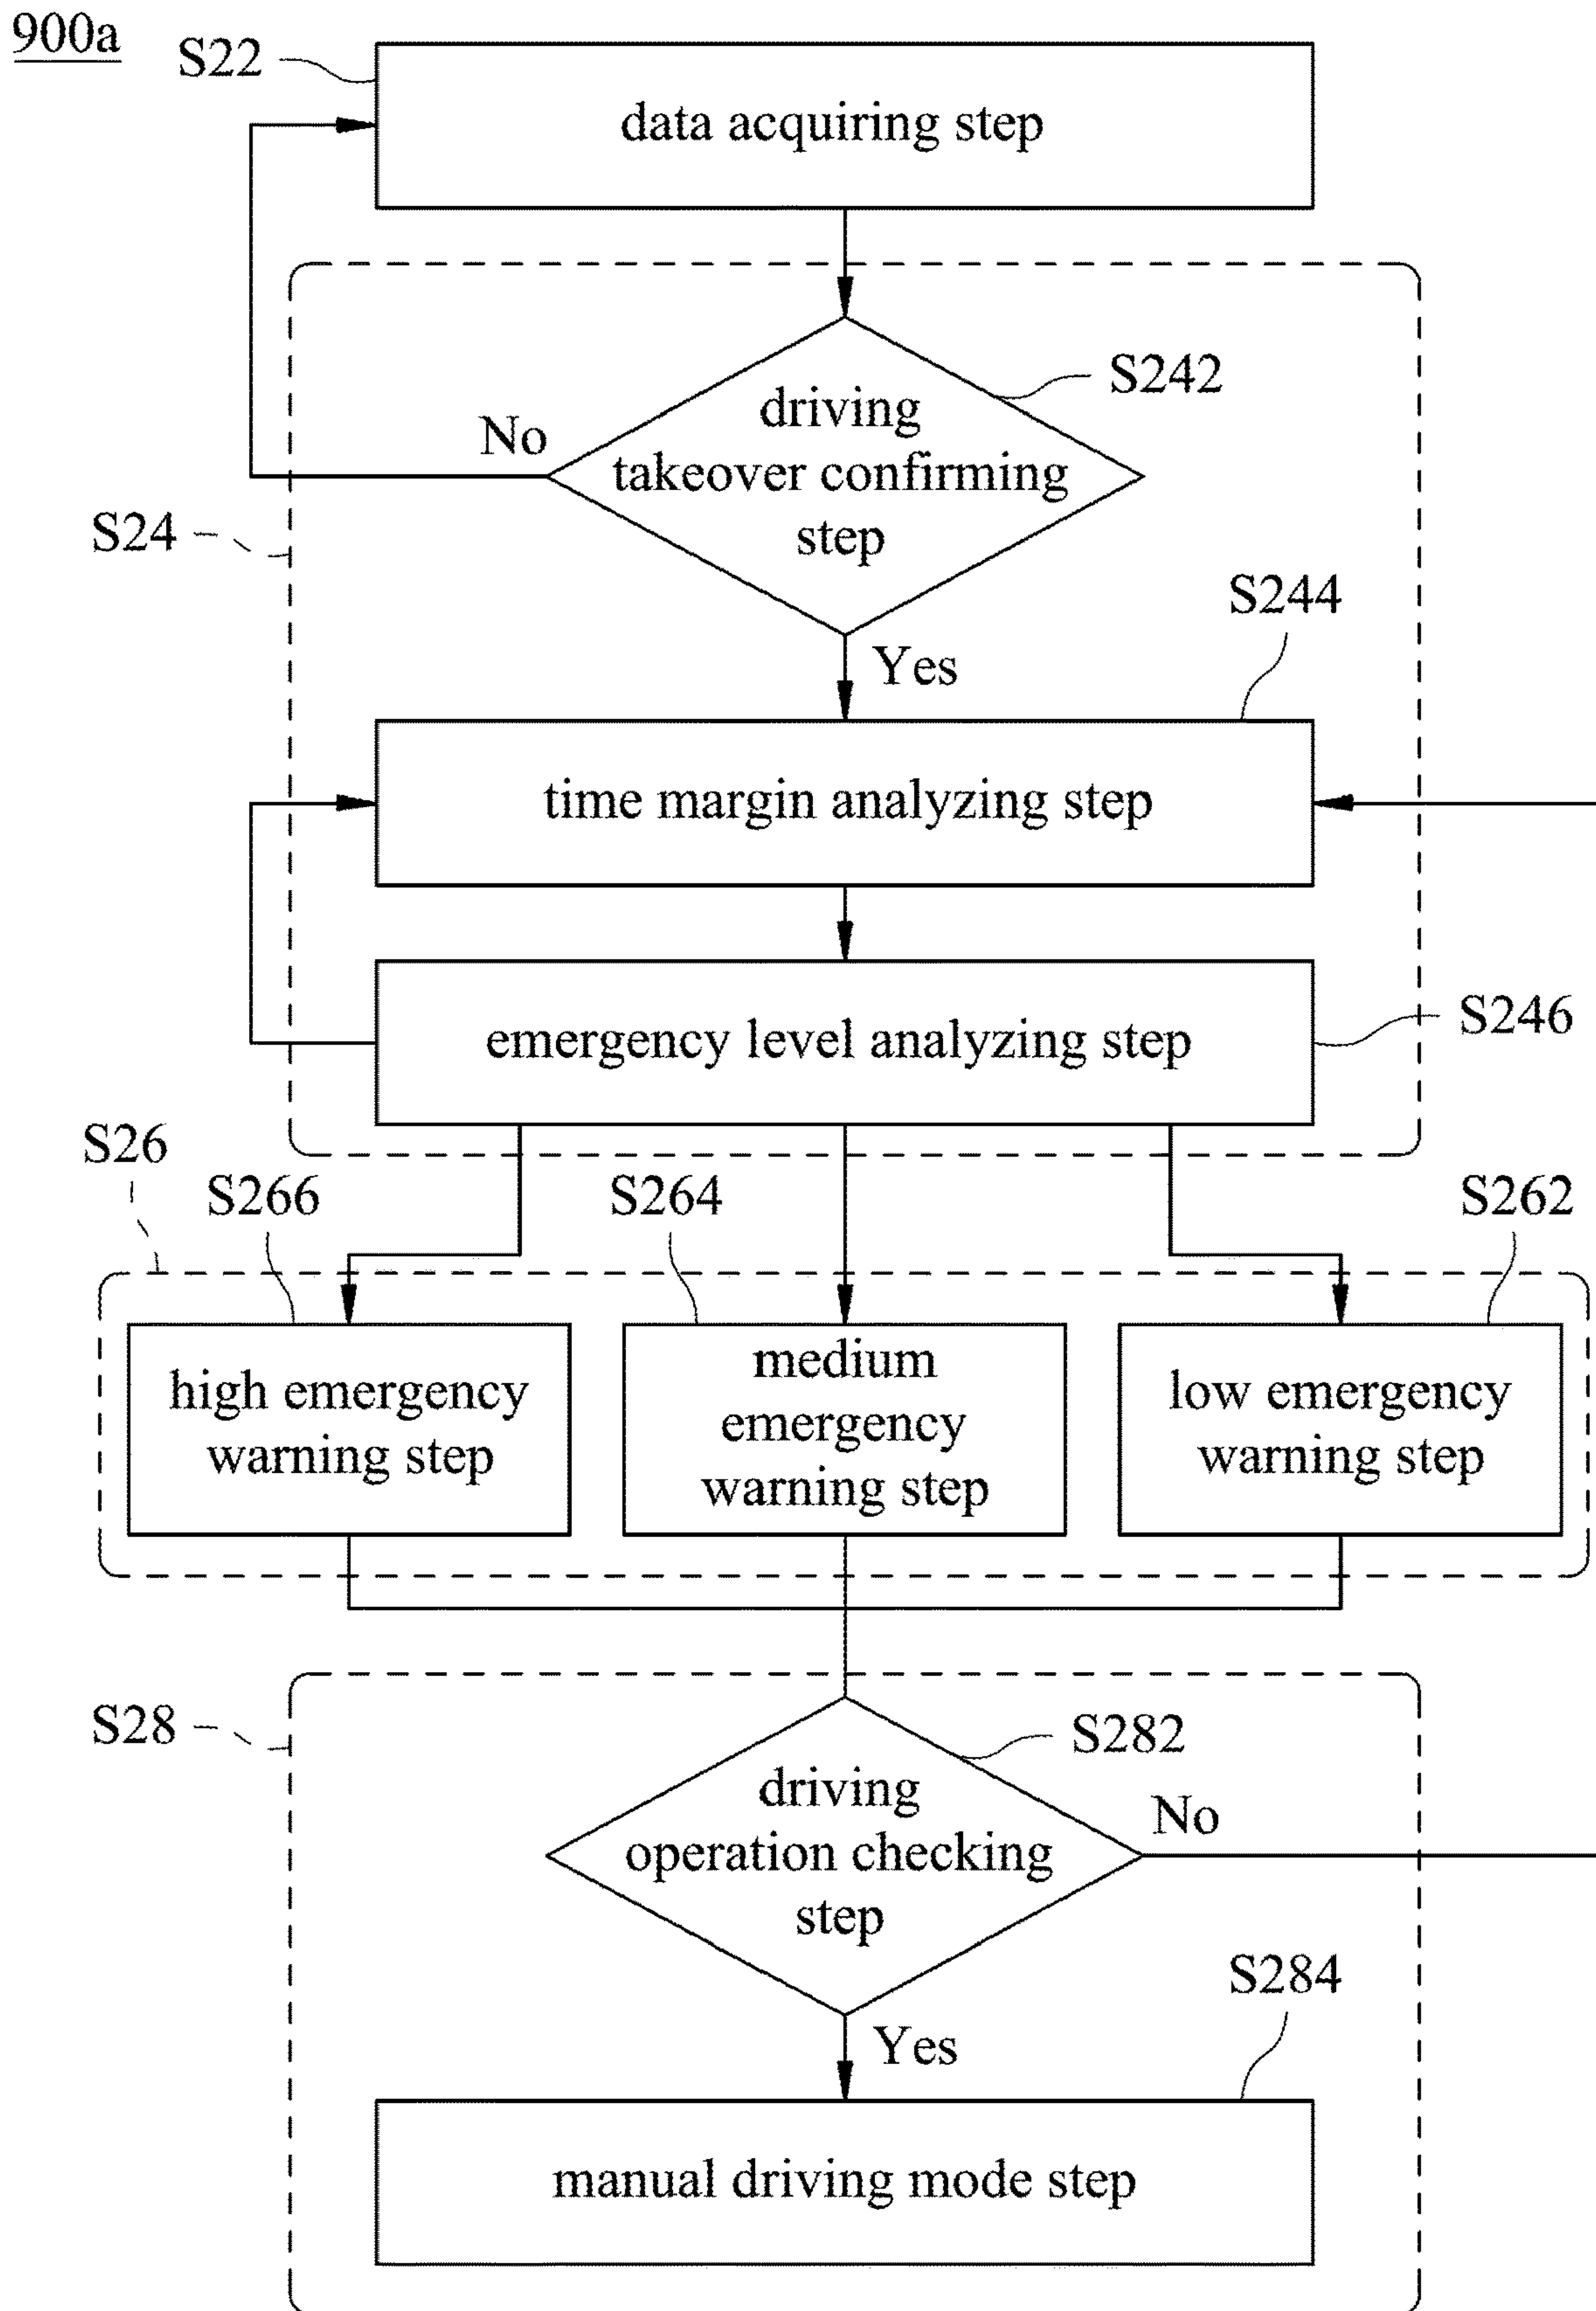 900a
S22
data acquiring step
S242
driving
takeover confirming
step
No
S24
Yes
S244
time margin analyzing step
emergency level analyzing step
S246
S26
S266
S264
S262
high emergency
warning step
medium
emergency
warning step
low emergency
warning step
S28
S282
driving
operation checking
step
No
Yes
S284
manual driving mode step